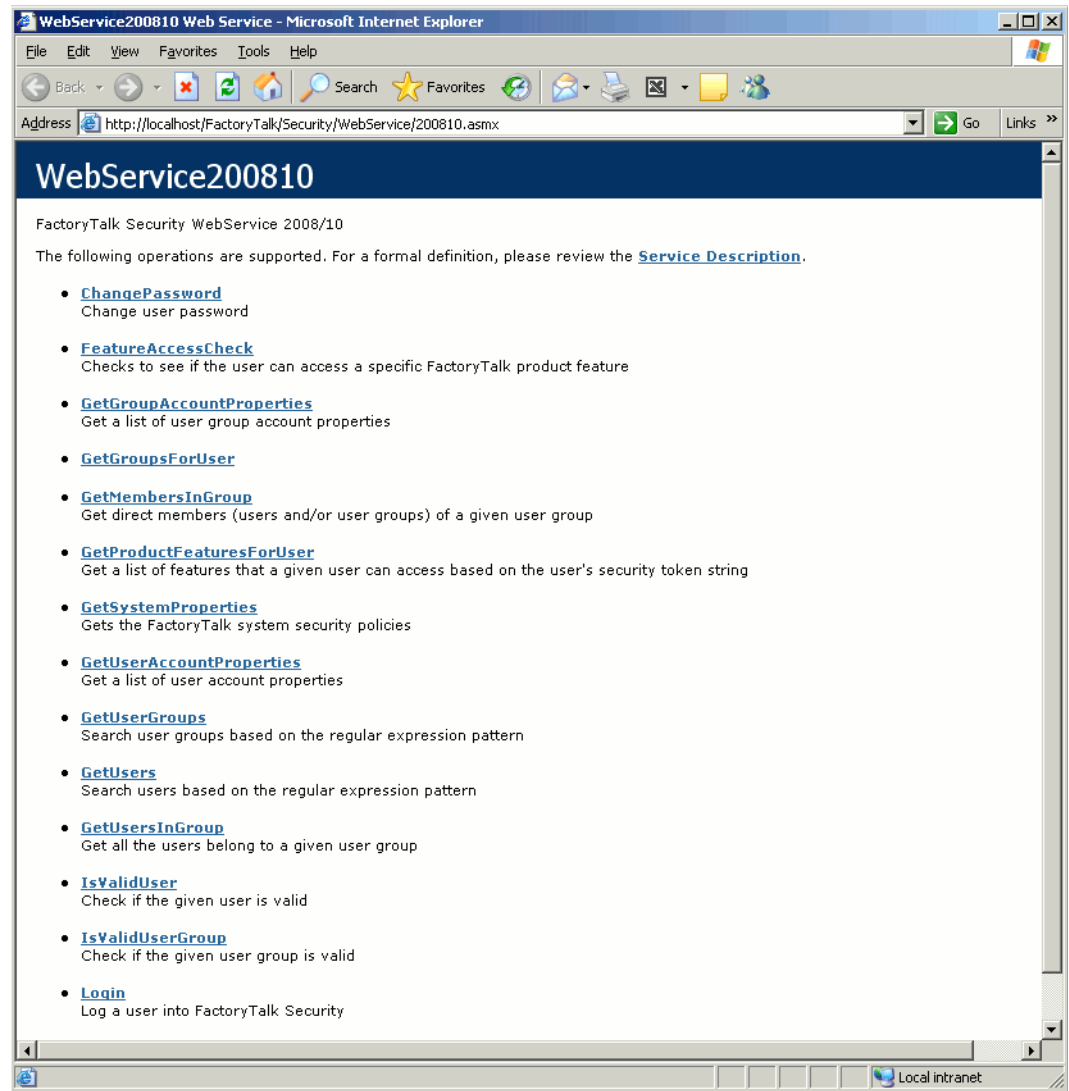 WebService200810 Web Service - Microsoft Internet Explorer
File Edit View Favorites Tools Help
Back Search Favorites
Address http://localhost/FactoryTalk/Security/WebService/200810.asmx Go Links »
WebService200810
FactoryTalk Security WebService 2008/10
The following operations are supported. For a formal definition, please review the Service Description.
• ChangePassword
Change user password
• FeatureAccessCheck
Checks to see if the user can access a specific FactoryTalk product feature
• GetGroupAccountProperties
Get a list of user group account properties
• GetGroupsForUser
• GetMembersInGroup
Get direct members (users and/or user groups) of a given user group
• GetProductFeaturesForUser
Get a list of features that a given user can access based on the user's security token string
• GetSystemProperties
Gets the FactoryTalk system security policies
• GetUserAccountProperties
Get a list of user account properties
• GetUserGroups
Search user groups based on the regular expression pattern
• GetUsers
Search users based on the regular expression pattern
• GetUsersInGroup
Get all the users belong to a given user group
• IsValidUser
Check if the given user is valid
• IsValidUserGroup
Check if the given user group is valid
• Login
Log a user into FactoryTalk Security
Local intranet